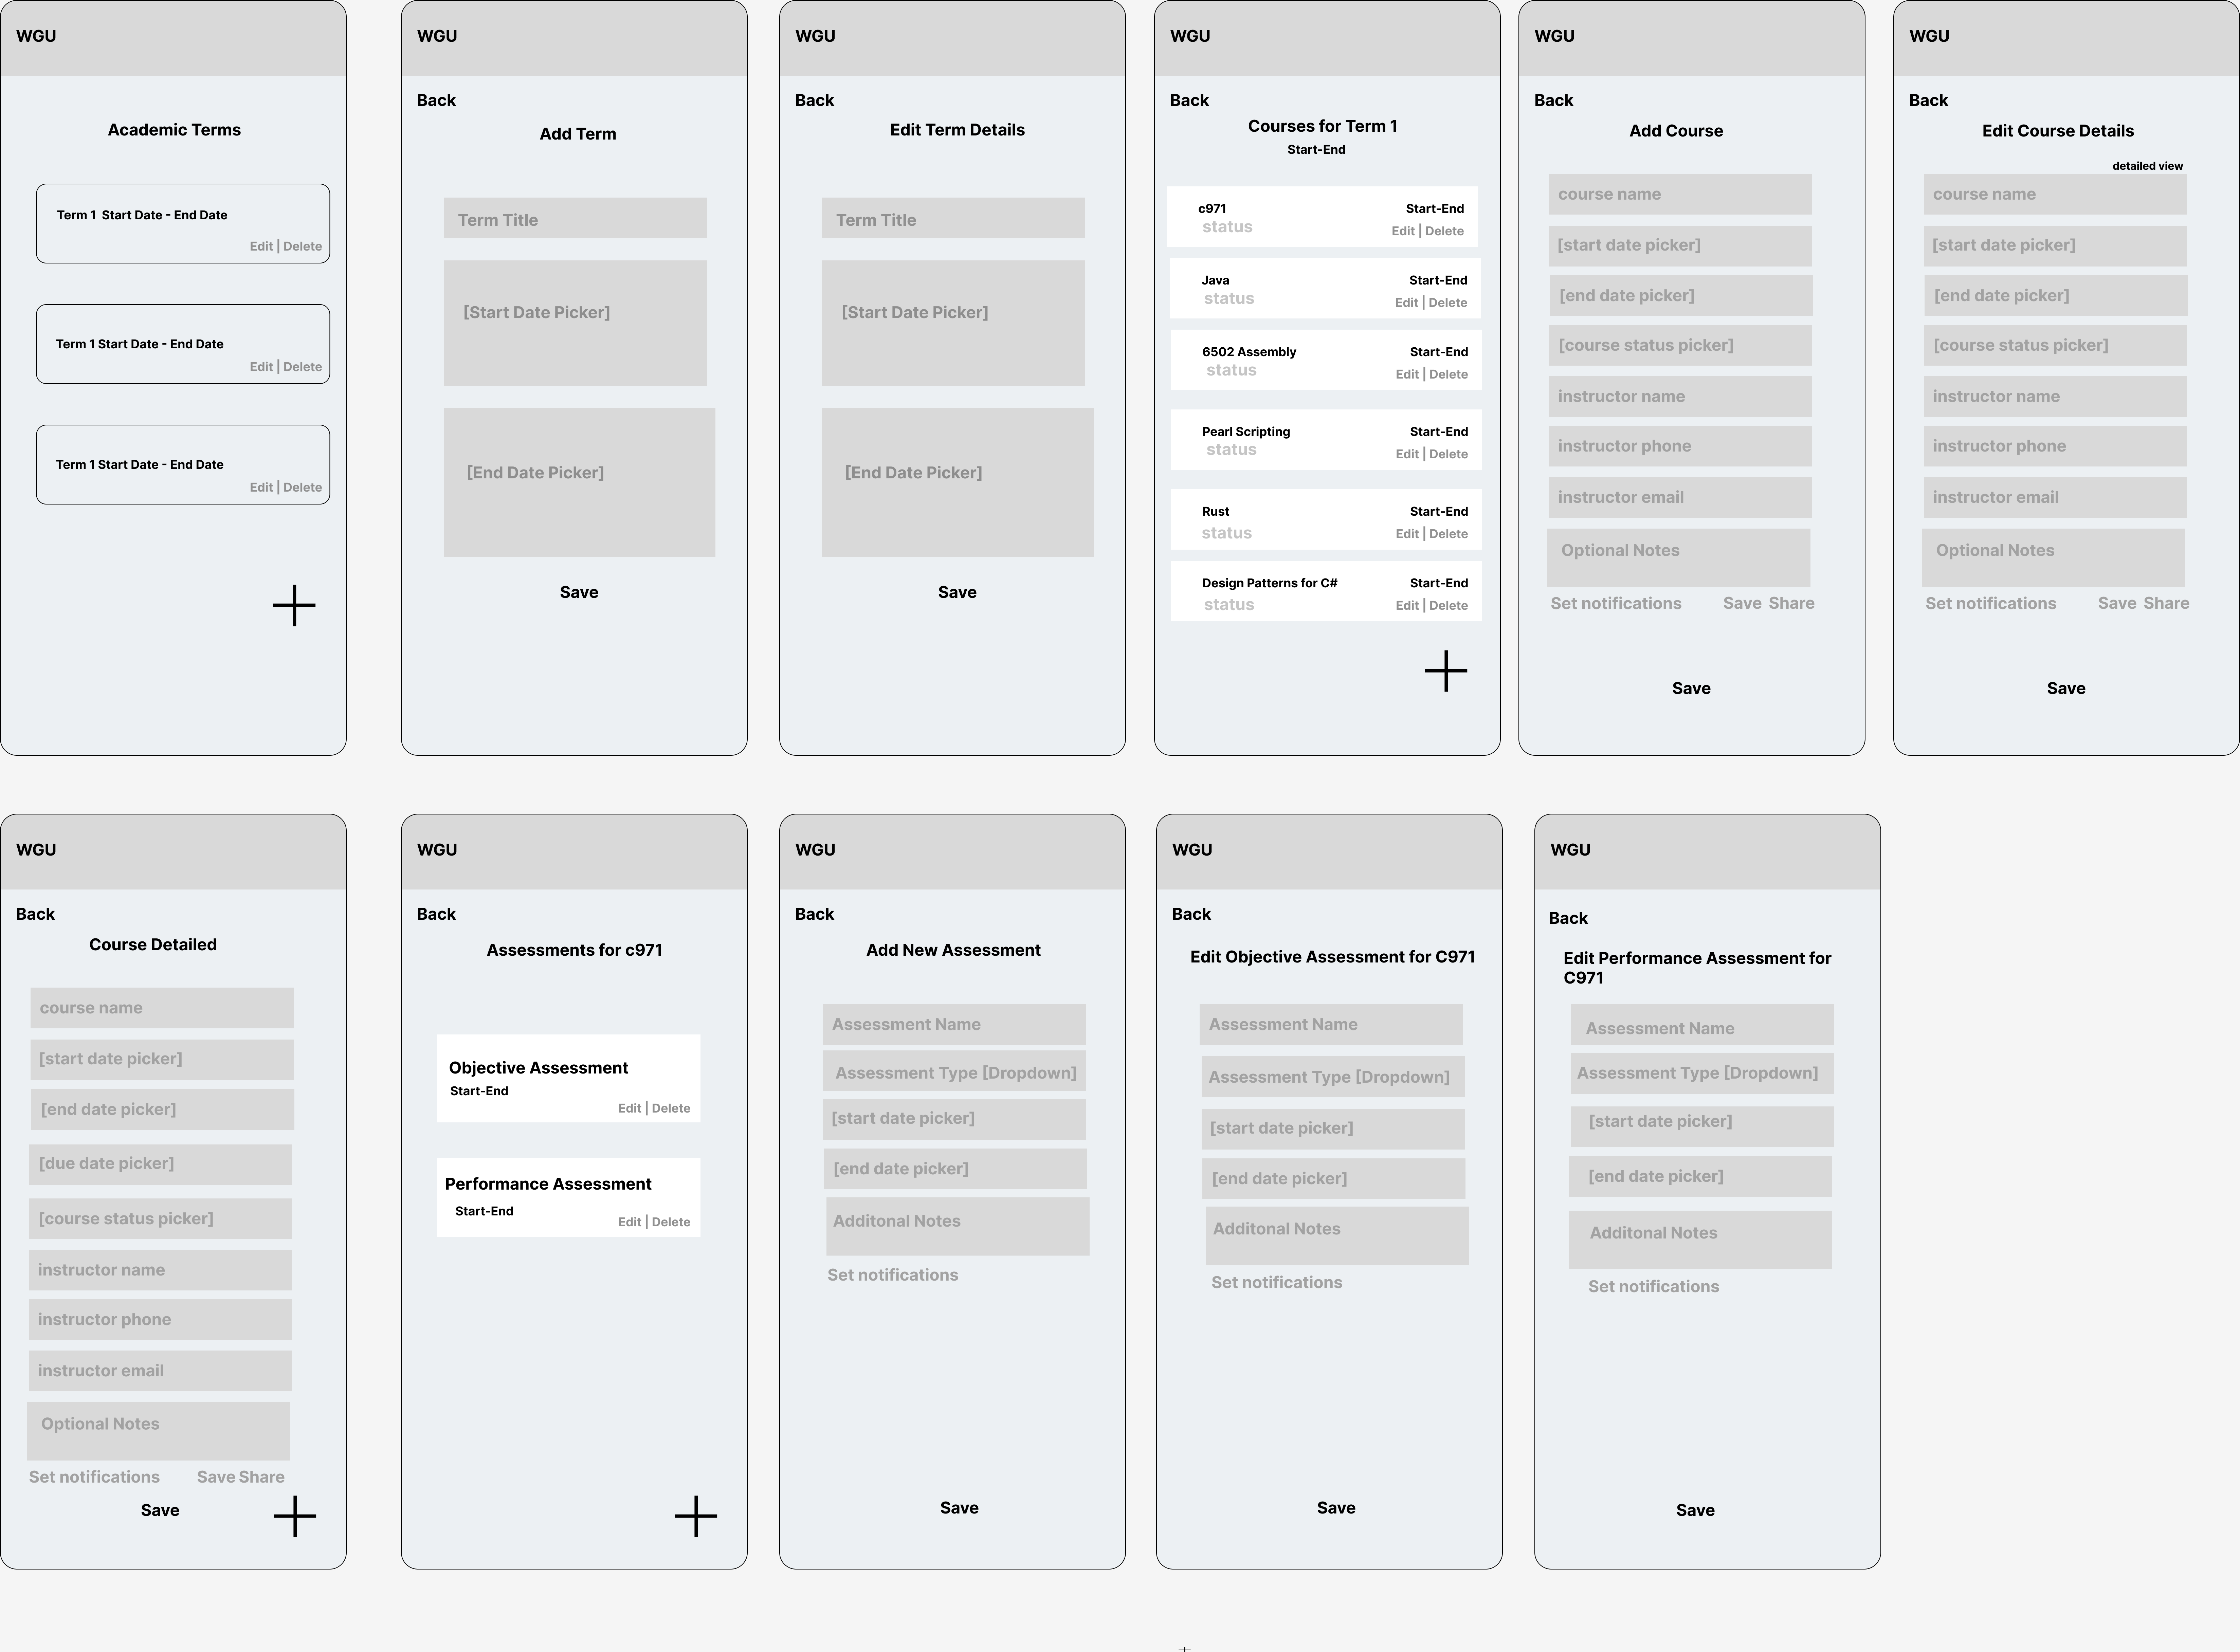 WGU
Academic Terms
Term 1  Start Date - End Date
Edit | Delete
Term 1 Start Date - End Date
Edit | Delete
Term 1 Start Date - End Date
Edit | Delete
WGU
Back
Add Term
Term Title
[Start Date Picker]
[End Date Picker]
Save
WGU
Back
Edit Term Details
Term Title
[Start Date Picker]
[End Date Picker]
Save
WGU
Back
Courses for Term 1
Start-End
c971 Start-End
status Edit | Delete
Java Start-End
status Edit | Delete
6502 Assembly Start-End
status Edit | Delete
Pearl Scripting Start-End
status Edit | Delete
Rust Start-End
status Edit | Delete
Design Patterns for C# Start-End
status Edit | Delete
WGU
Back
Add Course
course name
[start date picker]
[end date picker]
[course status picker]
instructor name
instructor phone
instructor email
Optional Notes
Set notifications Save Share
Save
WGU
Back
Edit Course Details
detailed view
course name
[start date picker]
[end date picker]
[course status picker]
instructor name
instructor phone
instructor email
Optional Notes
Set notifications Save Share
Save
WGU
Back
Course Detailed
course name
[start date picker]
[end date picker]
[due date picker]
[course status picker]
instructor name
instructor phone
instructor email
Optional Notes
Set notifications Save Share
Save
WGU
Back
Assessments for c971
Objective Assessment
Start-End
Edit | Delete
Performance Assessment
Start-End
Edit | Delete
WGU
Back
Add New Assessment
Assessment Name
Assessment Type [Dropdown]
[start date picker]
[end date picker]
Additonal Notes
Set notifications
Save
WGU
Back
Edit Objective Assessment for C971
Assessment Name
Assessment Type [Dropdown]
[start date picker]
[end date picker]
Additonal Notes
Set notifications
Save
WGU
Back
Edit Performance Assessment for
C971
Assessment Name
Assessment Type [Dropdown]
[start date picker]
[end date picker]
Additonal Notes
Set notifications
Save